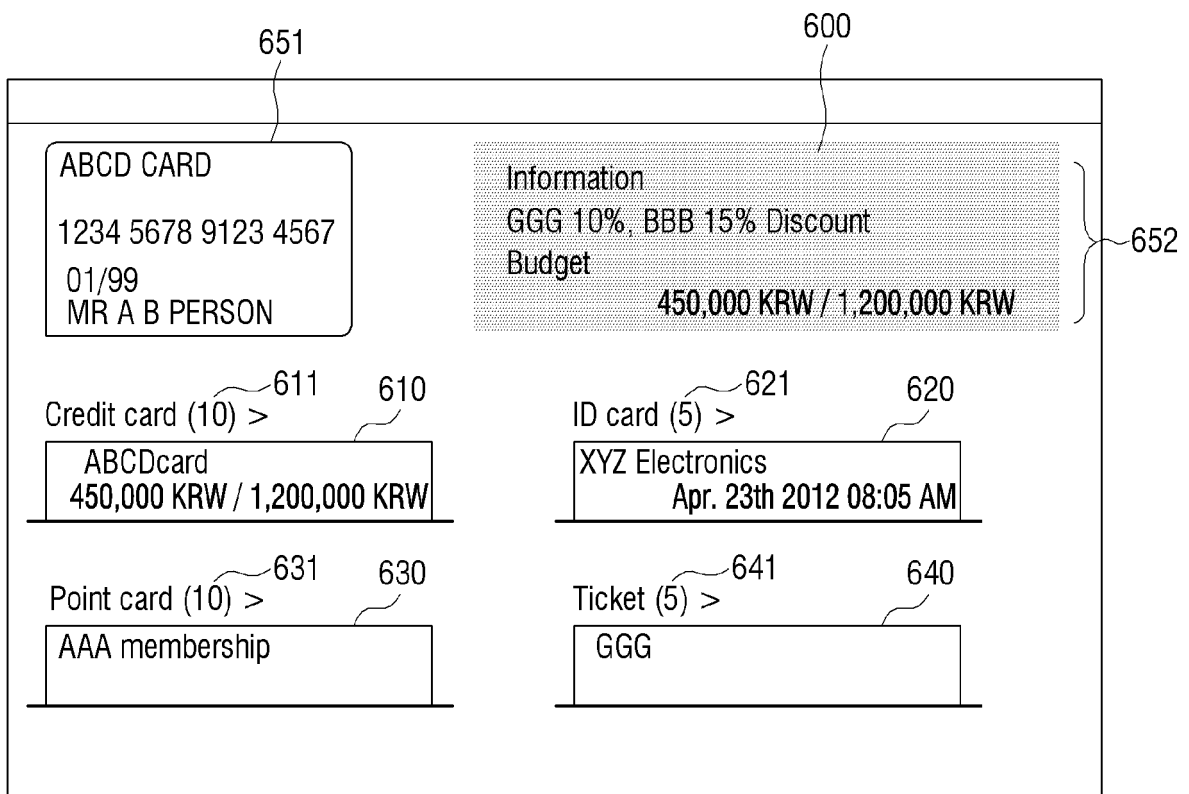 600
651
ABCD CARD
1234 5678 9123 4567
01/99
MR A B PERSON
Information
GGG 10%, BBB 15% Discount
Budget
450,000 KRW / 1,200,000 KRW
652
611
610
Credit card (10) >
ABCDcard
450,000 KRW / 1,200,000 KRW
621
620
ID card (5) >
XYZ Electronics
Apr. 23th 2012 08:05 AM
631
630
Point card (10) >
AAA membership
641
640
Ticket (5) >
GGG